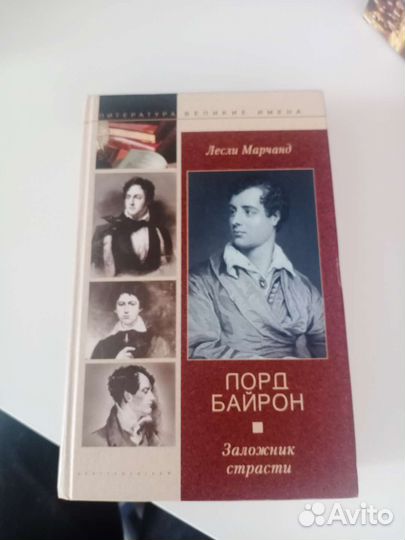 ЛИТЕРАТУРА ВЕЛИКИЕ ИМЕНА
Лесли Марчанд
ЛОРД
БАЙРОН
Заложник
страсти
Avito